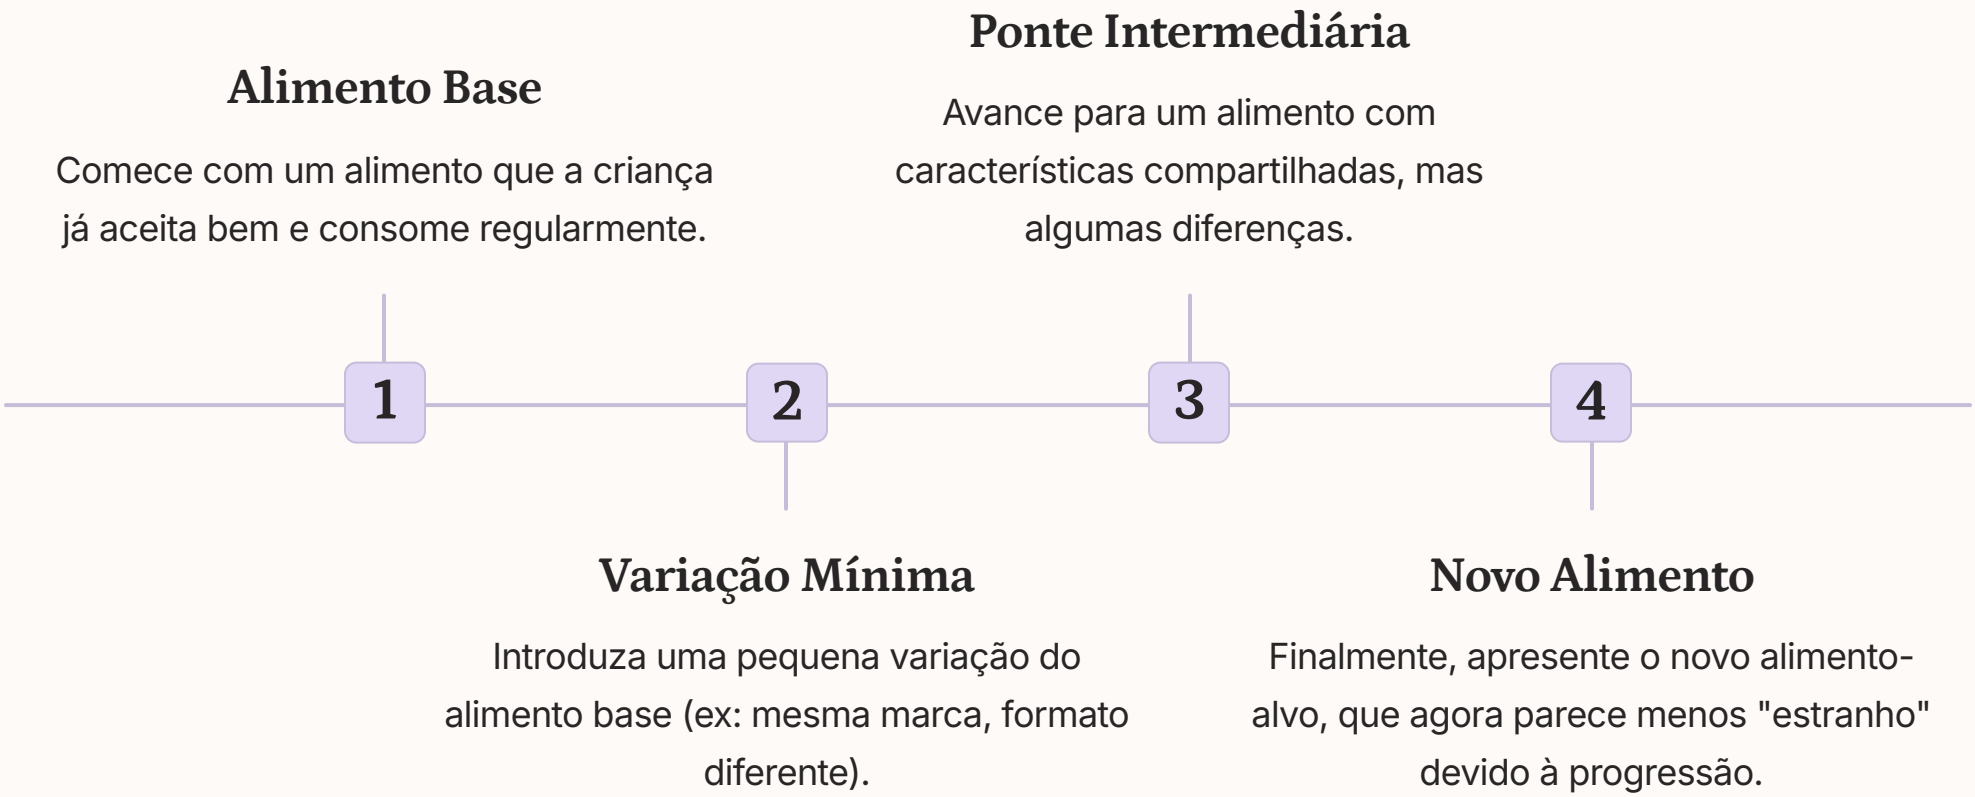 Alimento Base
Comece com um alimento que a criança
já aceita bem e consome regularmente.
1
2
Variação Mínima
Introduza uma pequena variação do
alimento base (ex: mesma marca, formato
diferente).
Ponte Intermediária
Avance para um alimento com
características compartilhadas, mas
algumas diferenças.
3
4
Novo Alimento
Finalmente, apresente o novo alimento-
alvo, que agora parece menos "estranho"
devido à progressão.